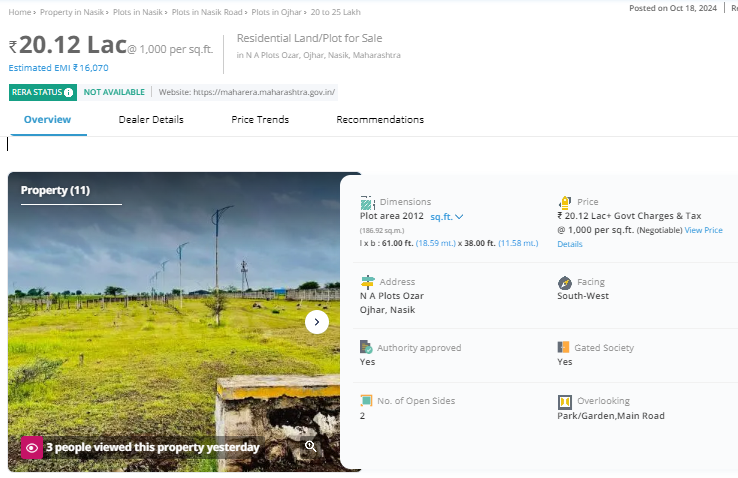 Home › Property in Nasik › Plots in Nasik › Plots in Nasik Road › Plots in Ojhar › 20 to 25 Lakh
Posted on Oct 18, 2024
₹20.12 Lac @ 1,000 per sq.ft.
Estimated EMI ₹ 16,070
Residential Land/Plot for Sale
in N A Plots Ozar, Ojhar, Nasik, Maharashtra
RERA STATUS i NOT AVAILABLE Website: https://maharera.maharashtra.gov.in/
Overview Dealer Details Price Trends Recommendations
Property (11)
3 people viewed this property yesterday
Dimensions
Plot area 2012 sq.ft.
(186.92 sq.m.)
l x b : 61.00 ft. (18.59 mt.) x 38.00 ft. (11.58 mt.)
Price
₹ 20.12 Lac+ Govt Charges & Tax
@ 1,000 per sq.ft. (Negotiable) View Price
Details
Address
N A Plots Ozar
Ojhar, Nasik
Facing
South-West
Authority approved
Yes
Gated Society
Yes
No. of Open Sides
2
Overlooking
Park/Garden,Main Road